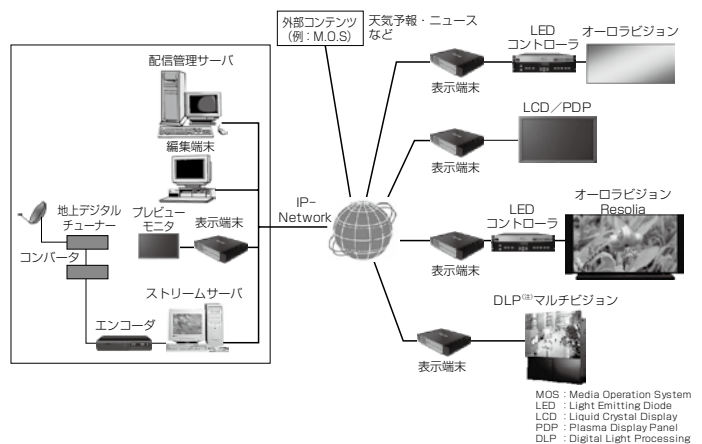 外部コンテンツ
（例：M.O.S）
天気予報・ニュース
など
配信管理サーバ
編集端末
地上デジタル
チューナー
プレビュー
モニタ
表示端末
コンバータ
ストリームサーバ
エンコーダ
IP-
Network
表示端末
LED
コントローラ
オーロラビジョン
表示端末
LCD／PDP
表示端末
LED
コントローラ
オーロラビジョン
Resolia
表示端末
DLP(注)マルチビジョン
MOS：Media Operation System
LED ：Light Emitting Diode
LCD ：Liquid Crystal Display
PDP ：Plasma Display Panel
DLP ：Digital Light Processing